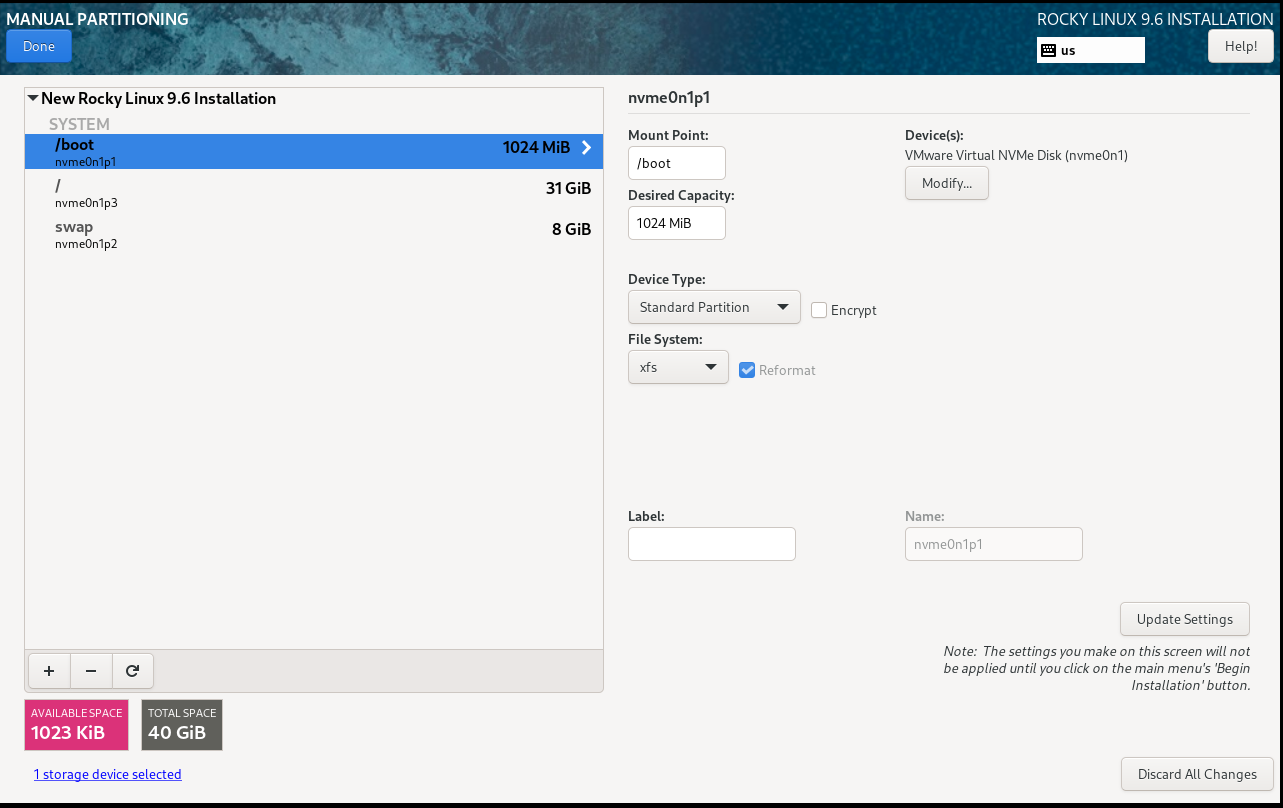 MANUAL PARTITIONING
ROCKY LINUX 9.6 INSTALLATION
Done
us
Help!
New Rocky Linux 9.6 Installation
SYSTEM
/boot
1024 MiB
nvme0n1p1
/
31 GiB
nvme0n1p3
swap
8 GiB
nvme0n1p2
+ −
AVAILABLE SPACE
1023 KiB
TOTAL SPACE
40 GiB
1 storage device selected
nvme0n1p1
Mount Point:
/boot
Device(s):
VMware Virtual NVMe Disk (nvme0n1)
Modify...
Desired Capacity:
1024 MiB
Device Type:
Standard Partition
Encrypt
File System:
xfs
Reformat
Label:
Name:
nvme0n1p1
Update Settings
Note: The settings you make on this screen will not
be applied until you click on the main menu's 'Begin
Installation' button.
Discard All Changes